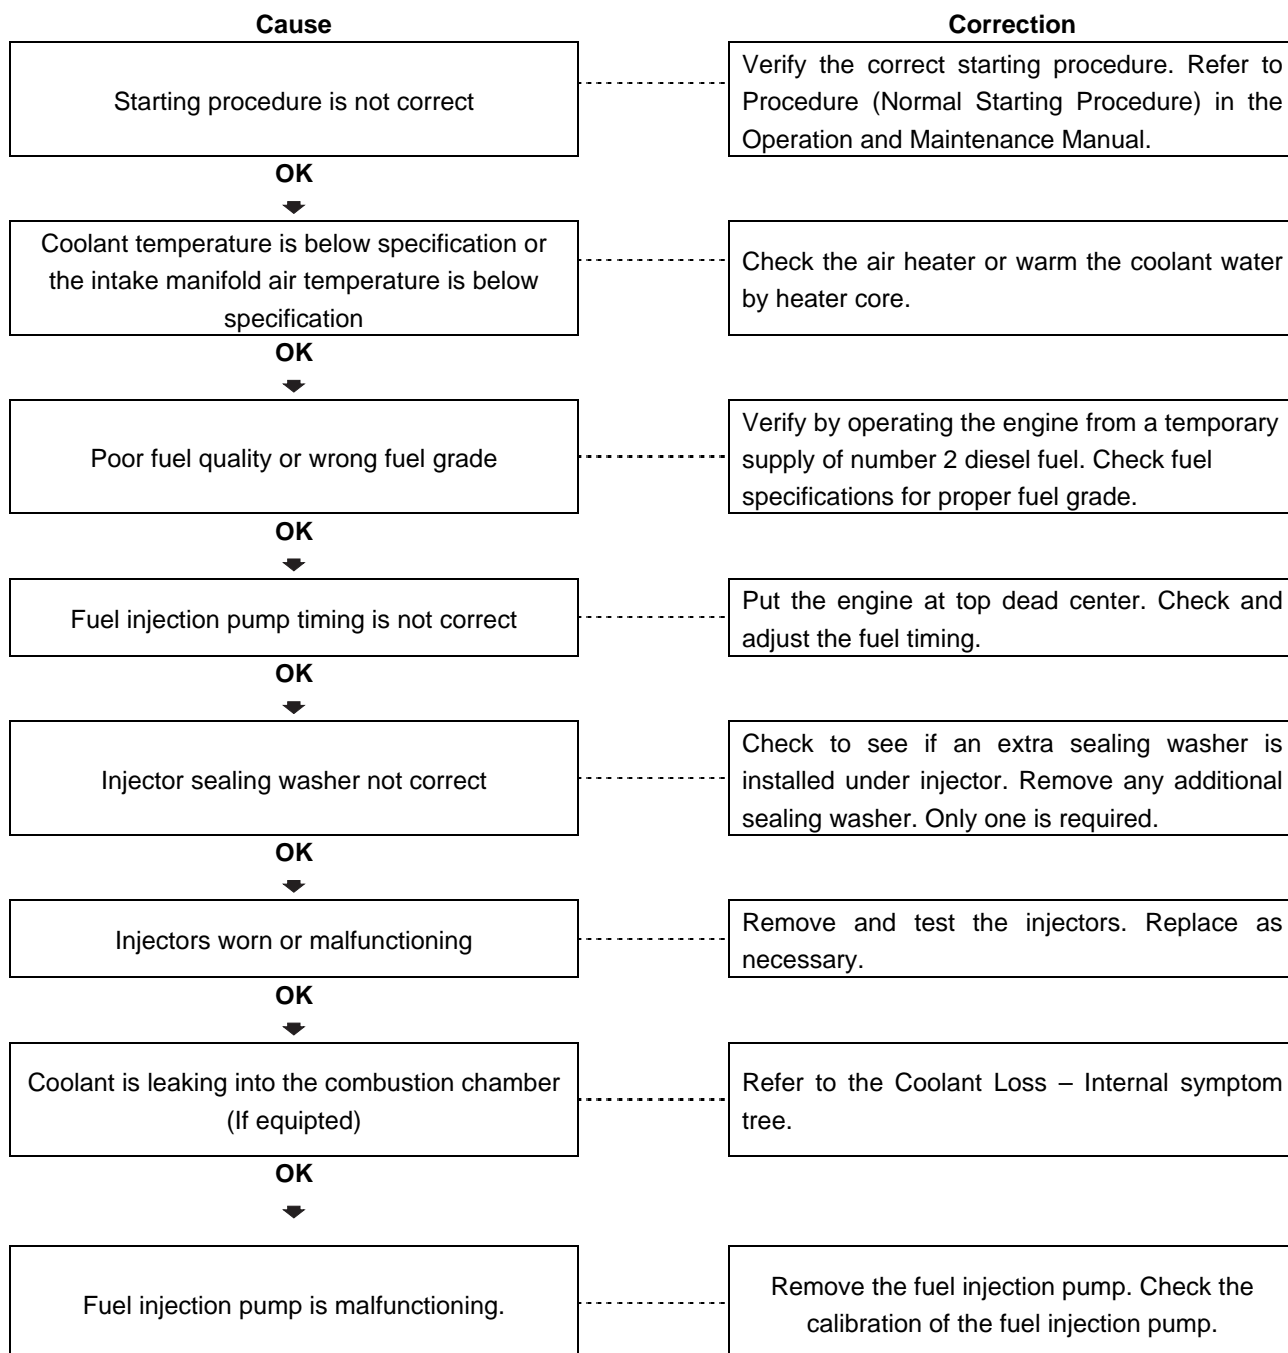 Cause
Correction
Starting procedure is not correct
Verify the correct starting procedure. Refer to
Procedure (Normal Starting Procedure) in the
Operation and Maintenance Manual.
OK
Coolant temperature is below specification or
the intake manifold air temperature is below
specification
Check the air heater or warm the coolant water
by heater core.
OK
Poor fuel quality or wrong fuel grade
Verify by operating the engine from a temporary
supply of number 2 diesel fuel. Check fuel
specifications for proper fuel grade.
OK
Fuel injection pump timing is not correct
Put the engine at top dead center. Check and
adjust the fuel timing.
OK
Injector sealing washer not correct
Check to see if an extra sealing washer is
installed under injector. Remove any additional
sealing washer. Only one is required.
OK
Injectors worn or malfunctioning
Remove and test the injectors. Replace as
necessary.
OK
Coolant is leaking into the combustion chamber
(If equipted)
Refer to the Coolant Loss – Internal symptom
tree.
OK
Fuel injection pump is malfunctioning.
Remove the fuel injection pump. Check the
calibration of the fuel injection pump.